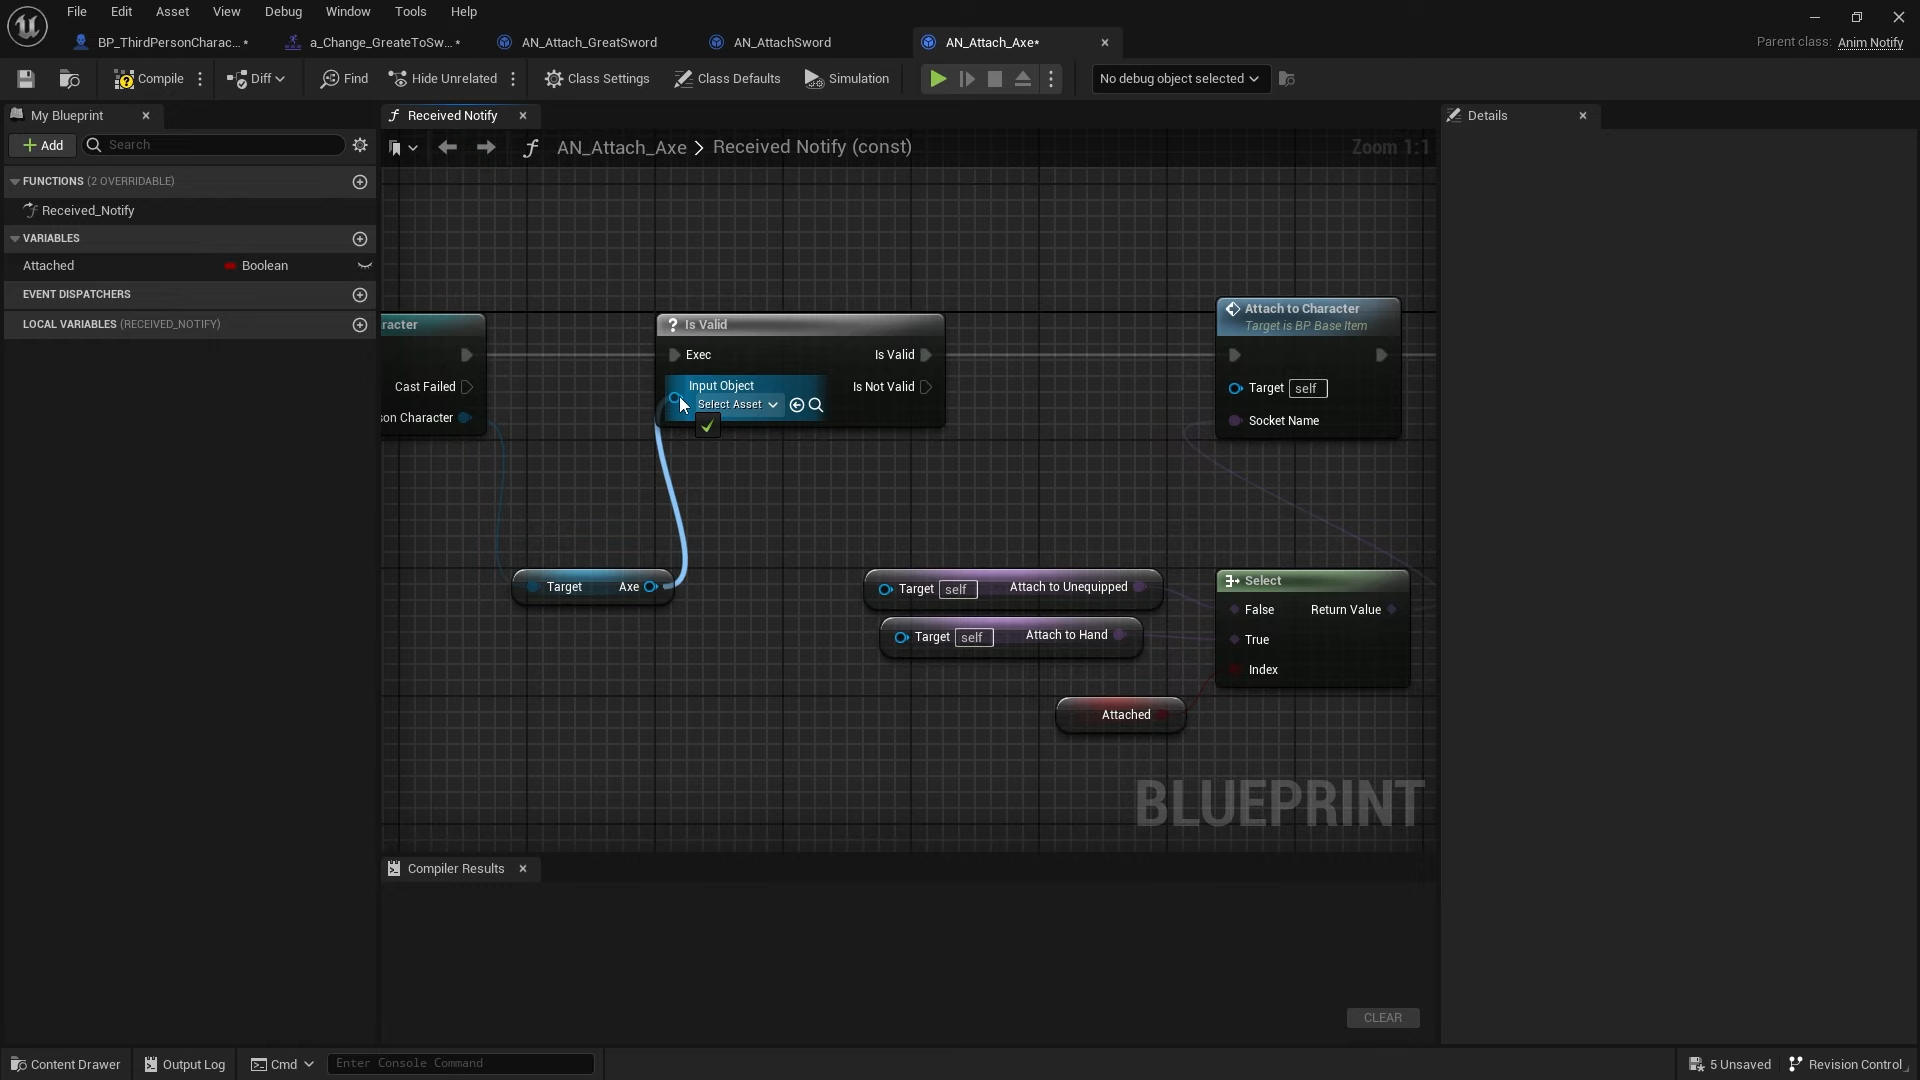 File Edit Asset View Debug Window Tools Help
BP_ThirdPersonCharac... •
a_Change_GreateToSw... •
AN_Attach_GreatSword
AN_AttachSword
AN_Attach_Axe•
Parent class: Anim Notify
Compile
Diff
Find
Hide Unrelated
Class Settings
Class Defaults
Simulation
No debug object selected
My Blueprint
Received Notify
Details
Add
Search
AN_Attach_Axe > Received Notify (const)
Zoom 1:1
FUNCTIONS (2 OVERRIDABLE)
Received_Notify
VARIABLES
Attached Boolean
EVENT DISPATCHERS
LOCAL VARIABLES (RECEIVED_NOTIFY)
racter
Cast Failed
son Character
Is Valid
Exec
Is Valid
Input Object
Select Asset
Is Not Valid
Attach to Character
Target is BP Base Item
Target self
Socket Name
Target Axe
Target self Attach to Unequipped
Target self Attach to Hand
Select
False Return Value
True
Index
Attached
BLUEPRINT
Compiler Results
CLEAR
Content Drawer
Output Log
Cmd
Enter Console Command
5 Unsaved
Revision Control